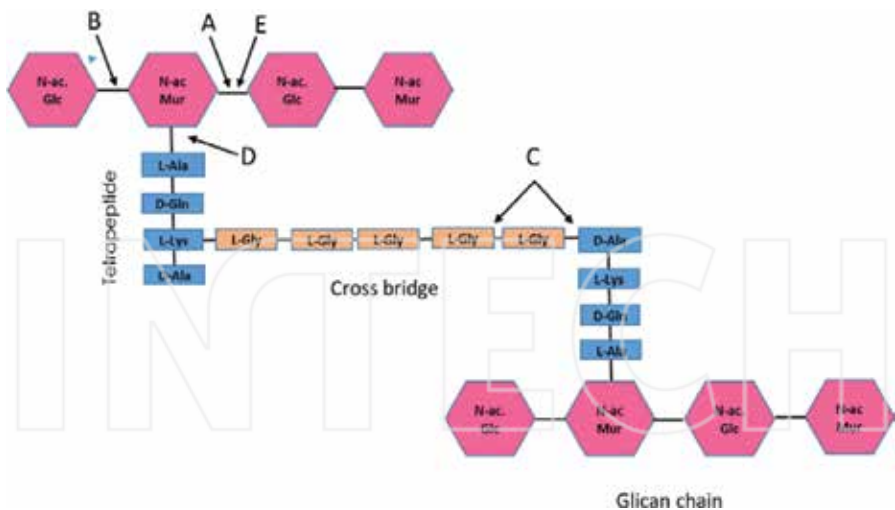 B
A
E
N-ac.
Glc
N-ac
Mur
N-ac.
Glc
N-ac
Mur
D
C
Tetrapeptide
L-Ala
D-Gln
L-Lys
L-Gly
L-Gly
L-Gly
L-Gly
L-Gly
D-Ala
Cross bridge
L-Lys
D-Gln
L-Ala
N-ac.
Glc
N-ac
Mur
N-ac.
Glc
N-ac
Mur
Glican chain
INTECH